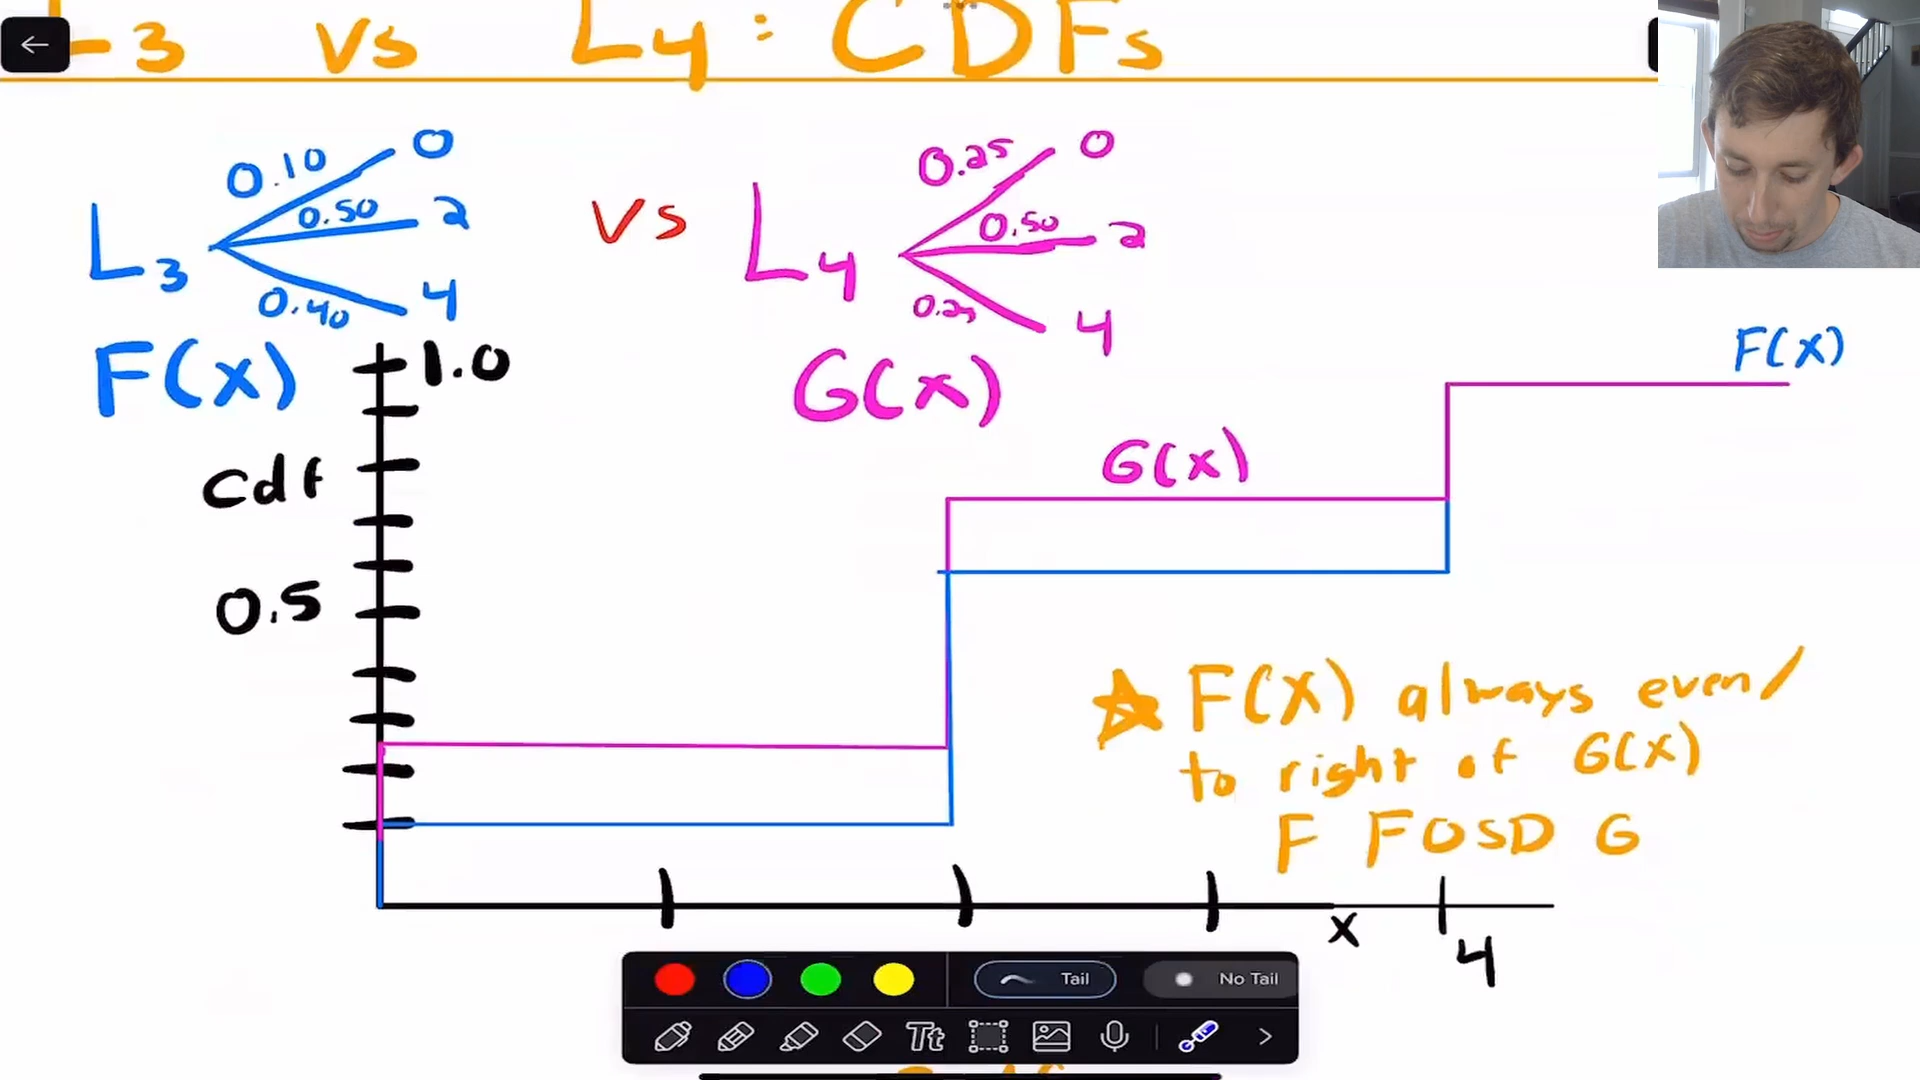 L3 vs L4: CDFs
0.10 0
0.50 2
L3
0.40 4
vs
0.25 0
0.50 2
L4
0.25 4
F(x)
1.0
G(x)
F(x)
G(x)
cdf
0.5
F(x) always even/
to right of G(x)
F FOSD G
x
4
Tail
No Tail
Tt